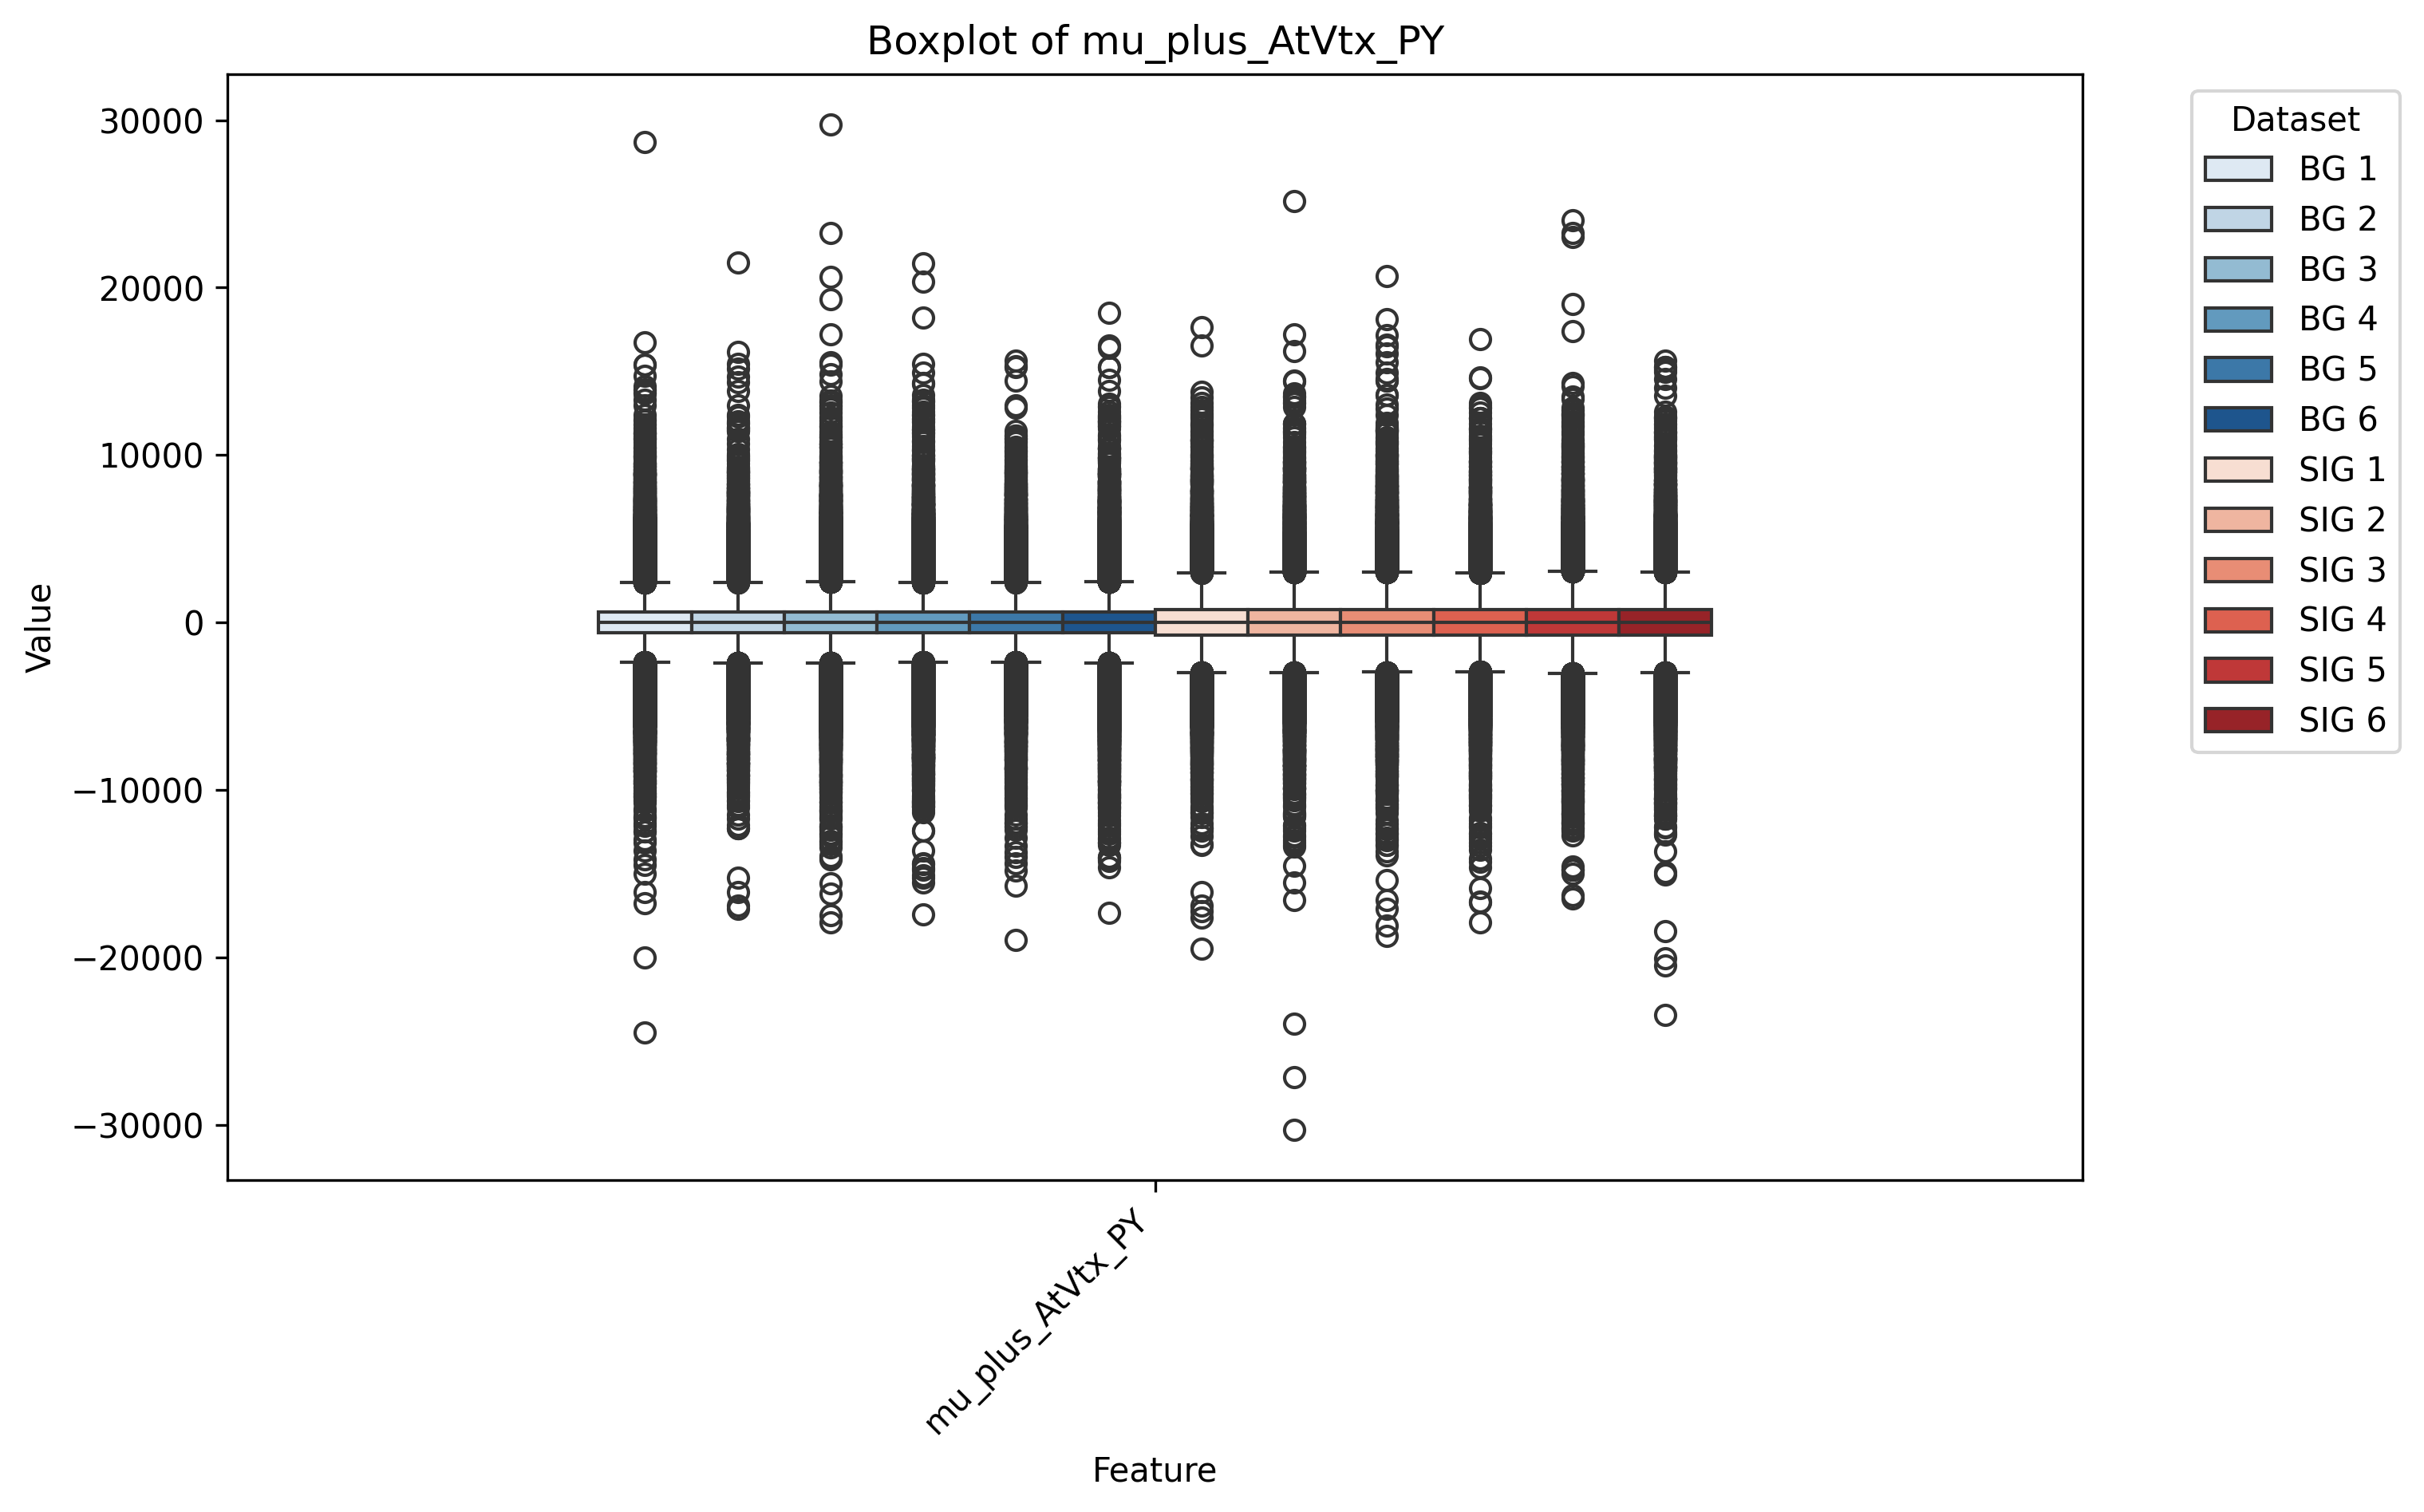 Boxplot of mu_plus_AtVtx_PY
30000
20000
10000
0
−10000
−20000
−30000
Value
mu_plus_AtVtx_PY
Feature
Dataset
BG 1
BG 2
BG 3
BG 4
BG 5
BG 6
SIG 1
SIG 2
SIG 3
SIG 4
SIG 5
SIG 6